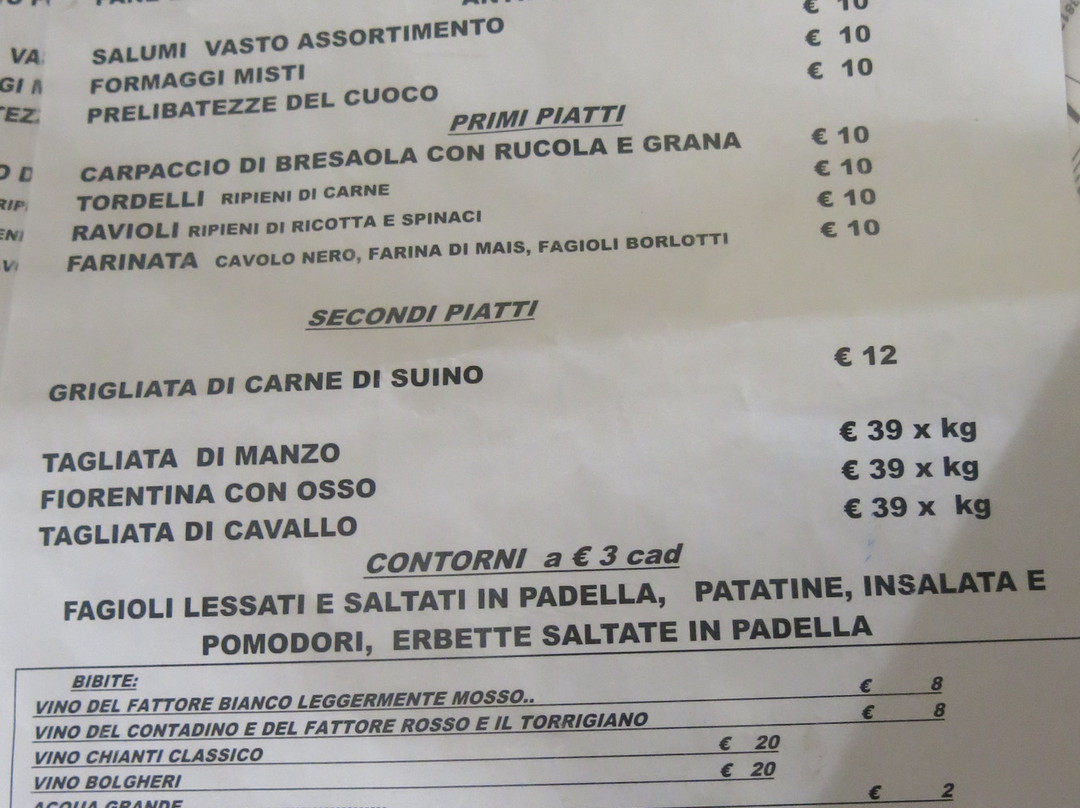 € 10
SALUMI VASTO ASSORTIMENTO € 10
FORMAGGI MISTI € 10
PRELIBATEZZE DEL CUOCO
PRIMI PIATTI
CARPACCIO DI BRESAOLA CON RUCOLA E GRANA € 10
TORDELLI RIPIENI DI CARNE € 10
RAVIOLI RIPIENI DI RICOTTA E SPINACI € 10
FARINATA CAVOLO NERO, FARINA DI MAIS, FAGIOLI BORLOTTI € 10
SECONDI PIATTI
GRIGLIATA DI CARNE DI SUINO € 12
TAGLIATA DI MANZO € 39 x kg
FIORENTINA CON OSSO € 39 x kg
TAGLIATA DI CAVALLO € 39 x kg
CONTORNI a € 3 cad
FAGIOLI LESSATI E SALTATI IN PADELLA, PATATINE, INSALATA E
POMODORI, ERBETTE SALTATE IN PADELLA
BIBITE:
VINO DEL FATTORE BIANCO LEGGERMENTE MOSSO.. € 8
VINO DEL CONTADINO E DEL FATTORE ROSSO E IL TORRIGIANO € 8
VINO CHIANTI CLASSICO € 20
VINO BOLGHERI € 20
ACQUA GRANDE € 2